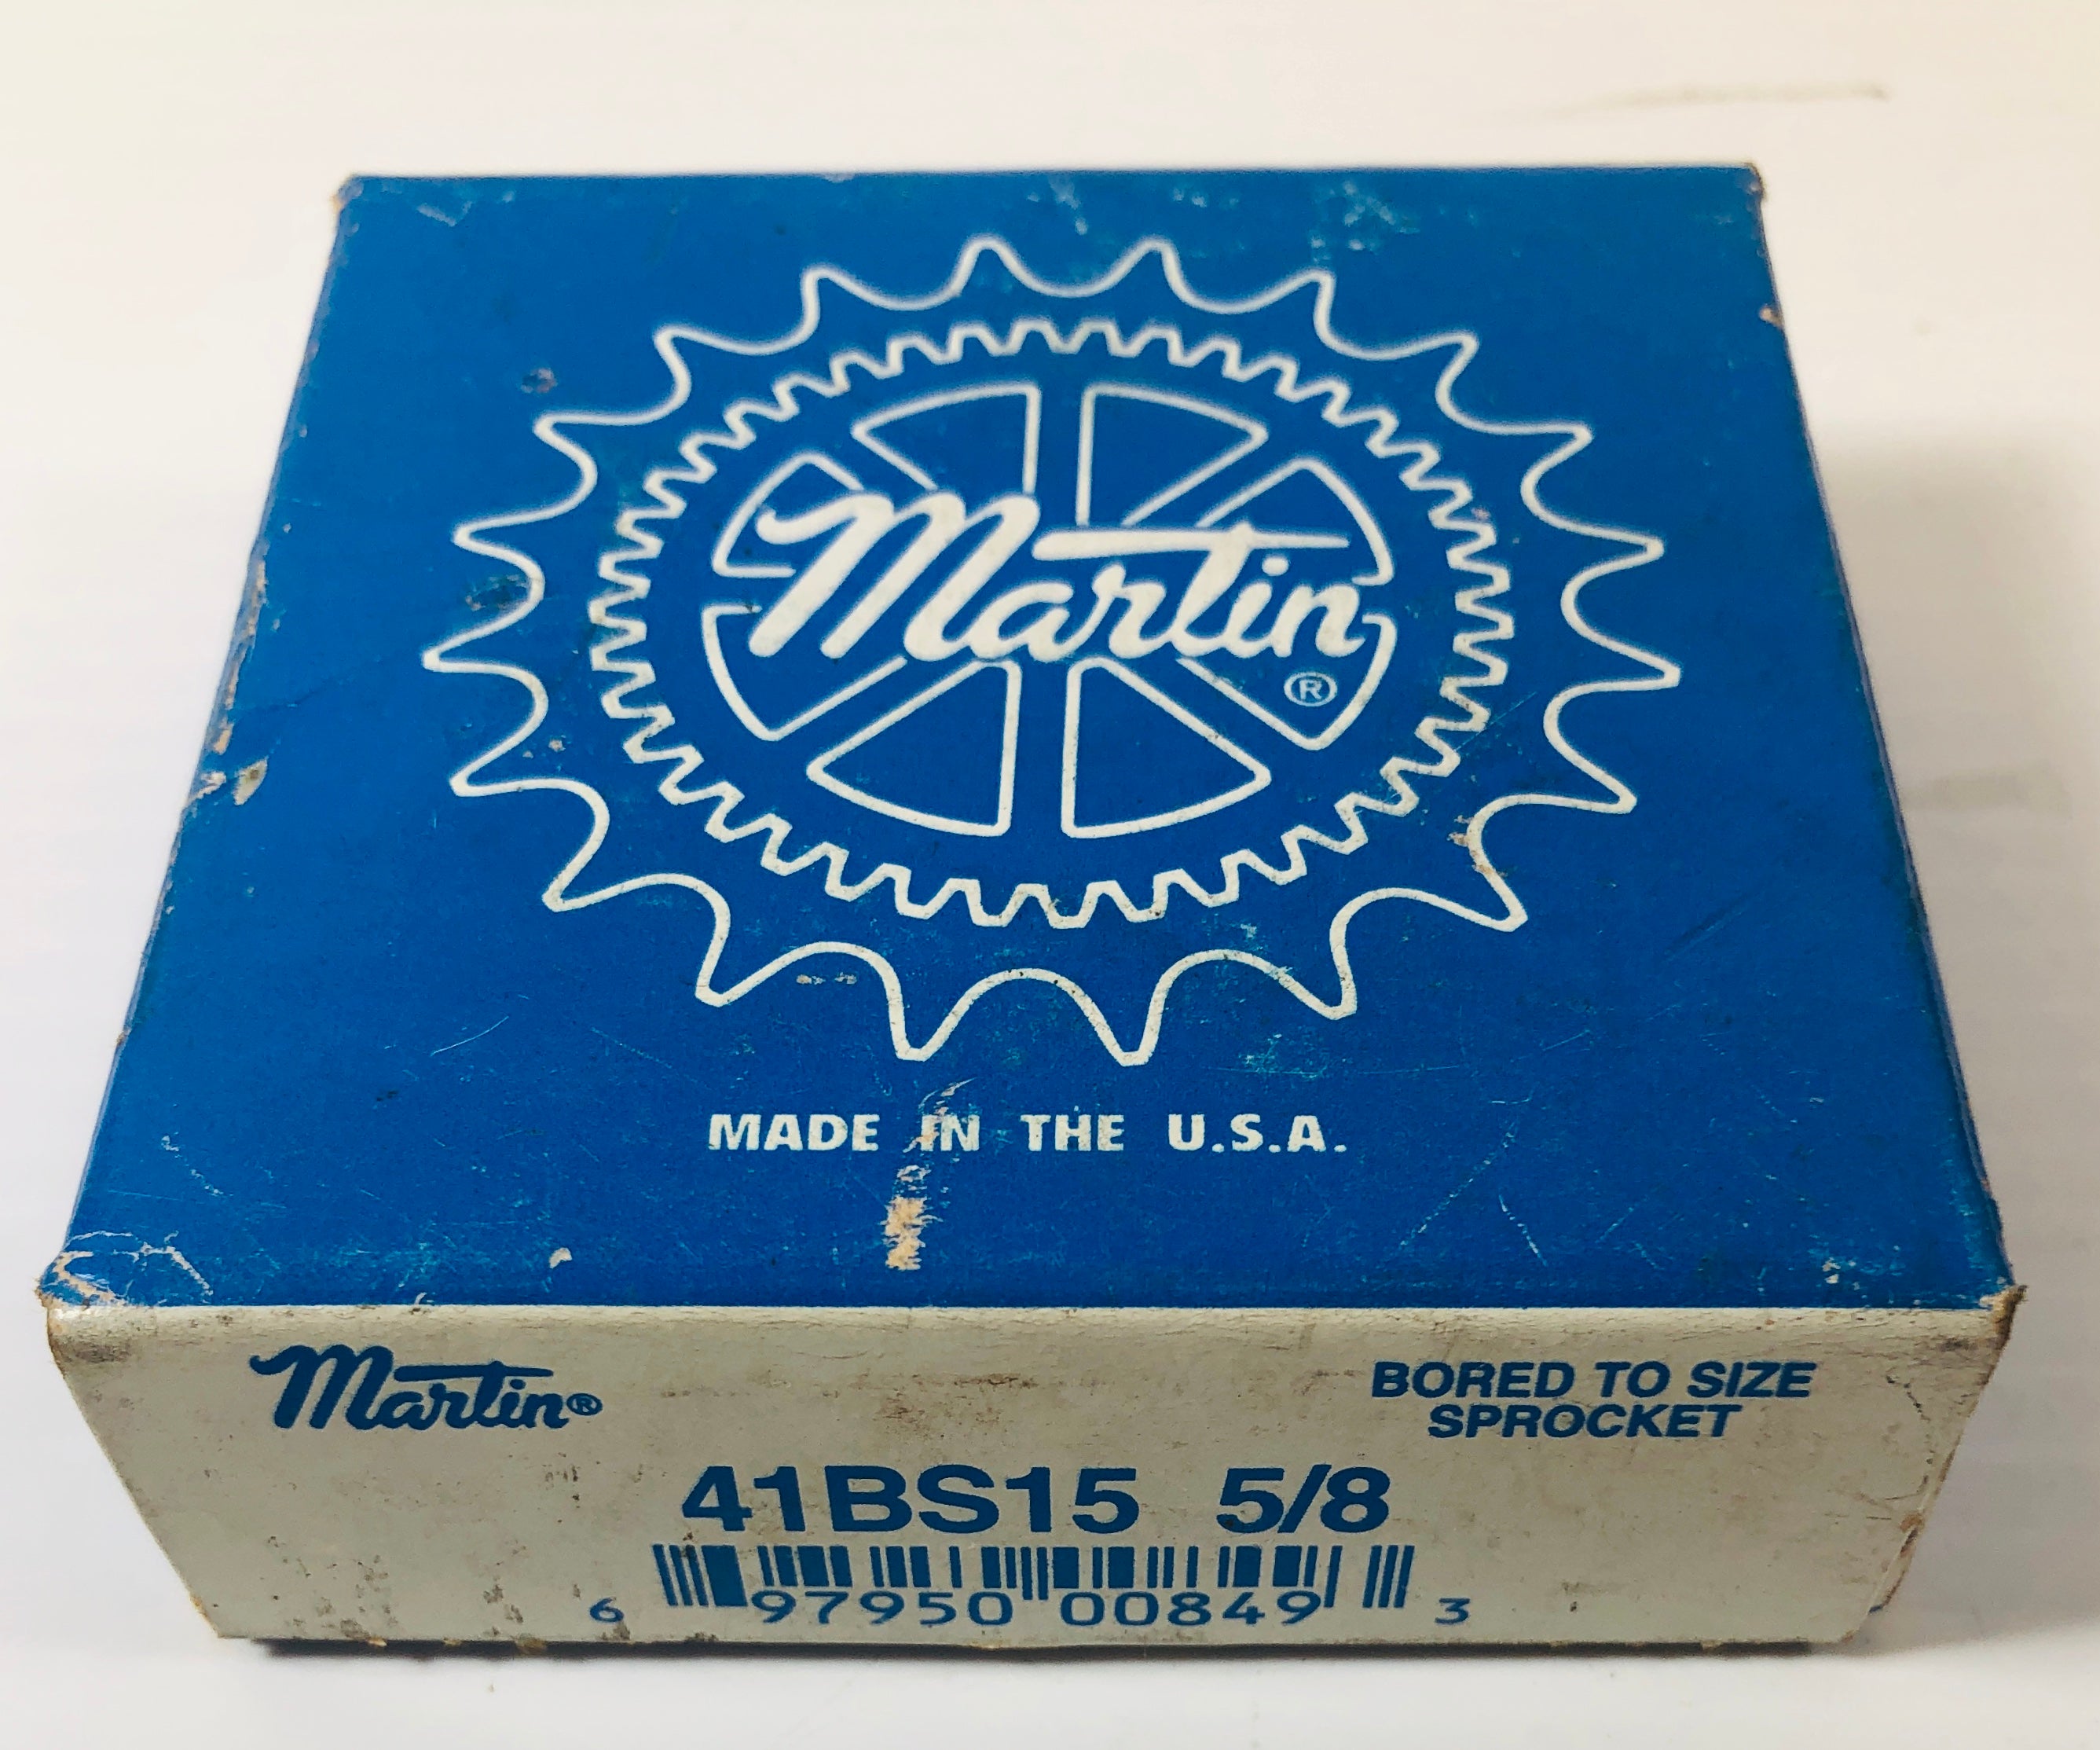 Martin
®
MADE IN THE U.S.A.
Martin®
BORED TO SIZE
SPROCKET
41BS15 5/8
6 97950 00849 3